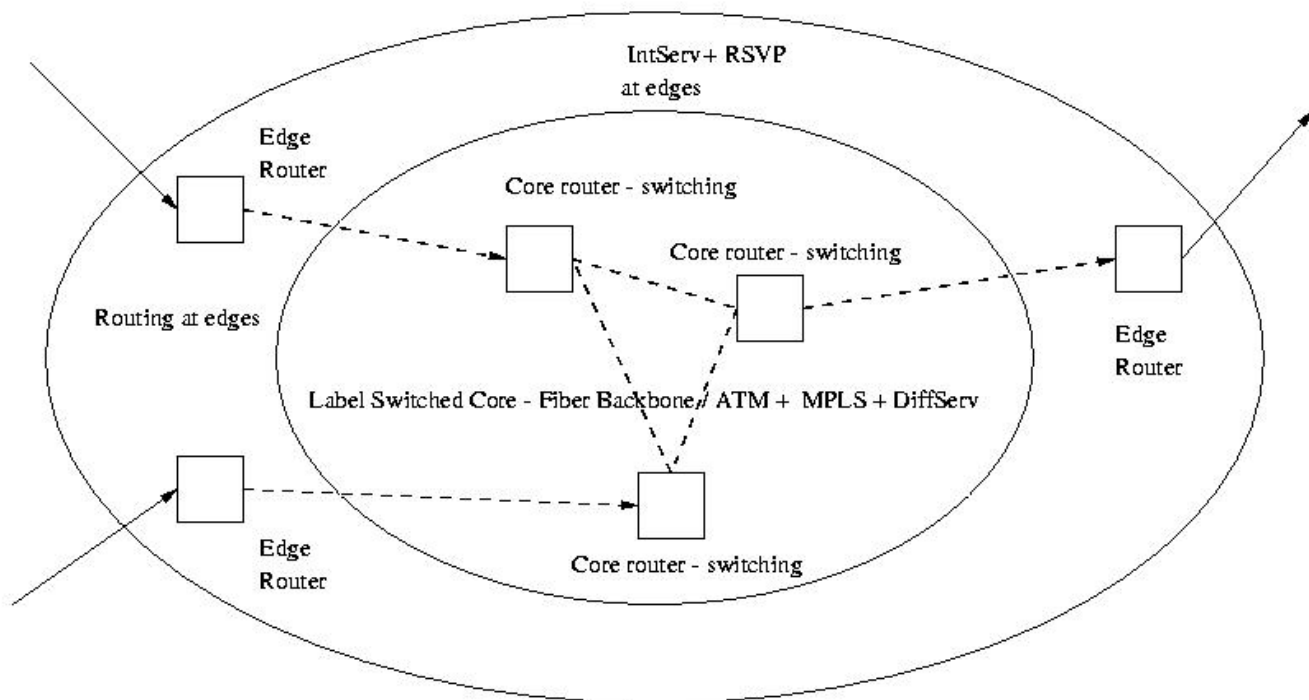 IntServ + RSVP
at edges
Edge
Router
Core router - switching
Core router - switching
Routing at edges
Edge
Router
Label Switched Core - Fiber Backbone / ATM + MPLS + DiffServ
Edge
Router
Core router - switching